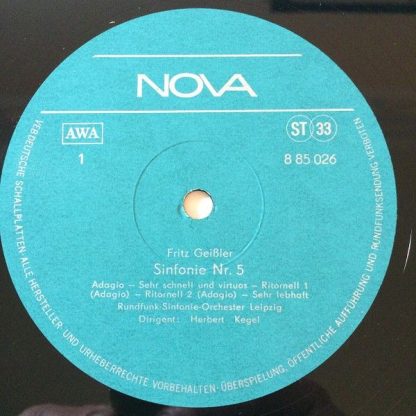 NOVA
AWA
ST 33
1
8 85 026
Fritz Geißler
Sinfonie Nr. 5
Adagio – Sehr schnell und virtuos – Ritornell 1
(Adagio) – Ritornell 2 (Adagio) – Sehr lebhaft
Rundfunk-Sinfonie-Orchester Leipzig
Dirigent: Herbert Kegel
VEB DEUTSCHE SCHALLPLATTEN · ALLE HERSTELLER- UND URHEBERRECHTE VORBEHALTEN · ÜBERSPIELUNG, ÖFFENTLICHE AUFFÜHRUNG UND RUNDFUNKSENDUNG VERBOTEN